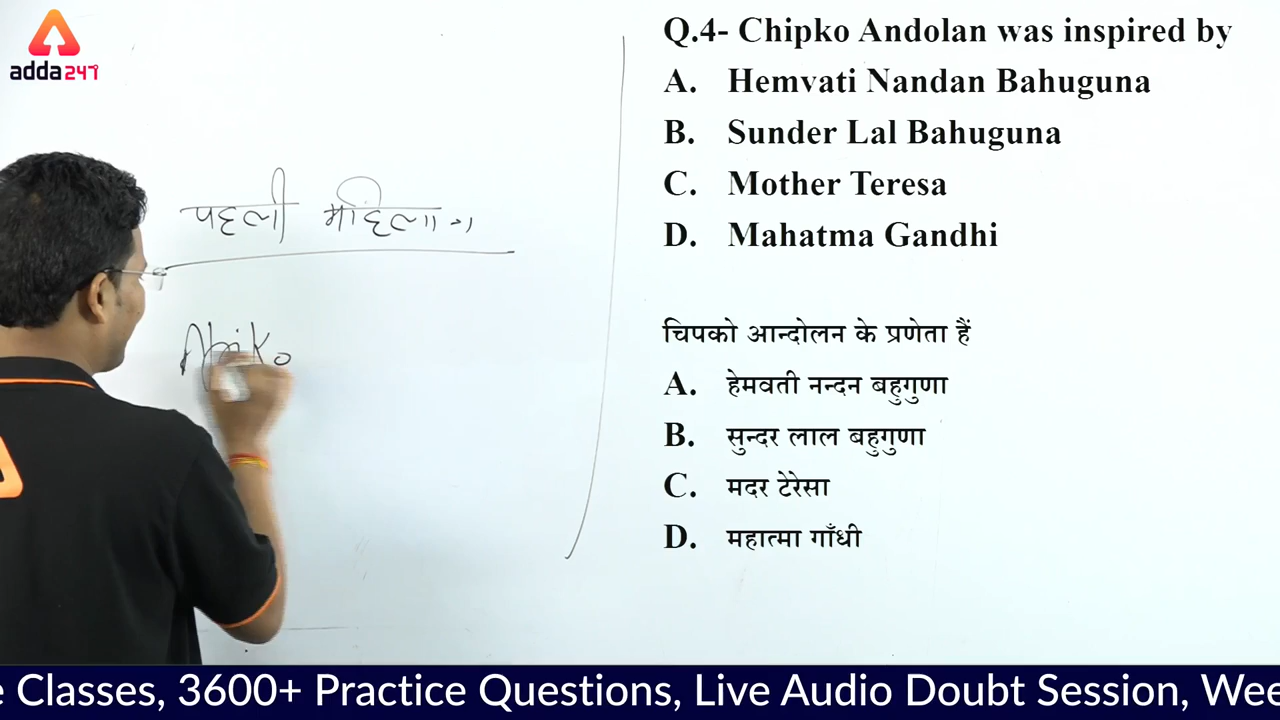 adda247
पहली महिला
Q.4- Chipko Andolan was inspired by
A. Hemvati Nandan Bahuguna
B. Sunder Lal Bahuguna
C. Mother Teresa
D. Mahatma Gandhi
चिपको आन्दोलन के प्रणेता हैं
A. हेमवती नन्दन बहुगुणा
B. सुन्दर लाल बहुगुणा
C. मदर टेरेसा
D. महात्मा गाँधी
e Classes, 3600+ Practice Questions, Live Audio Doubt Session, Wee